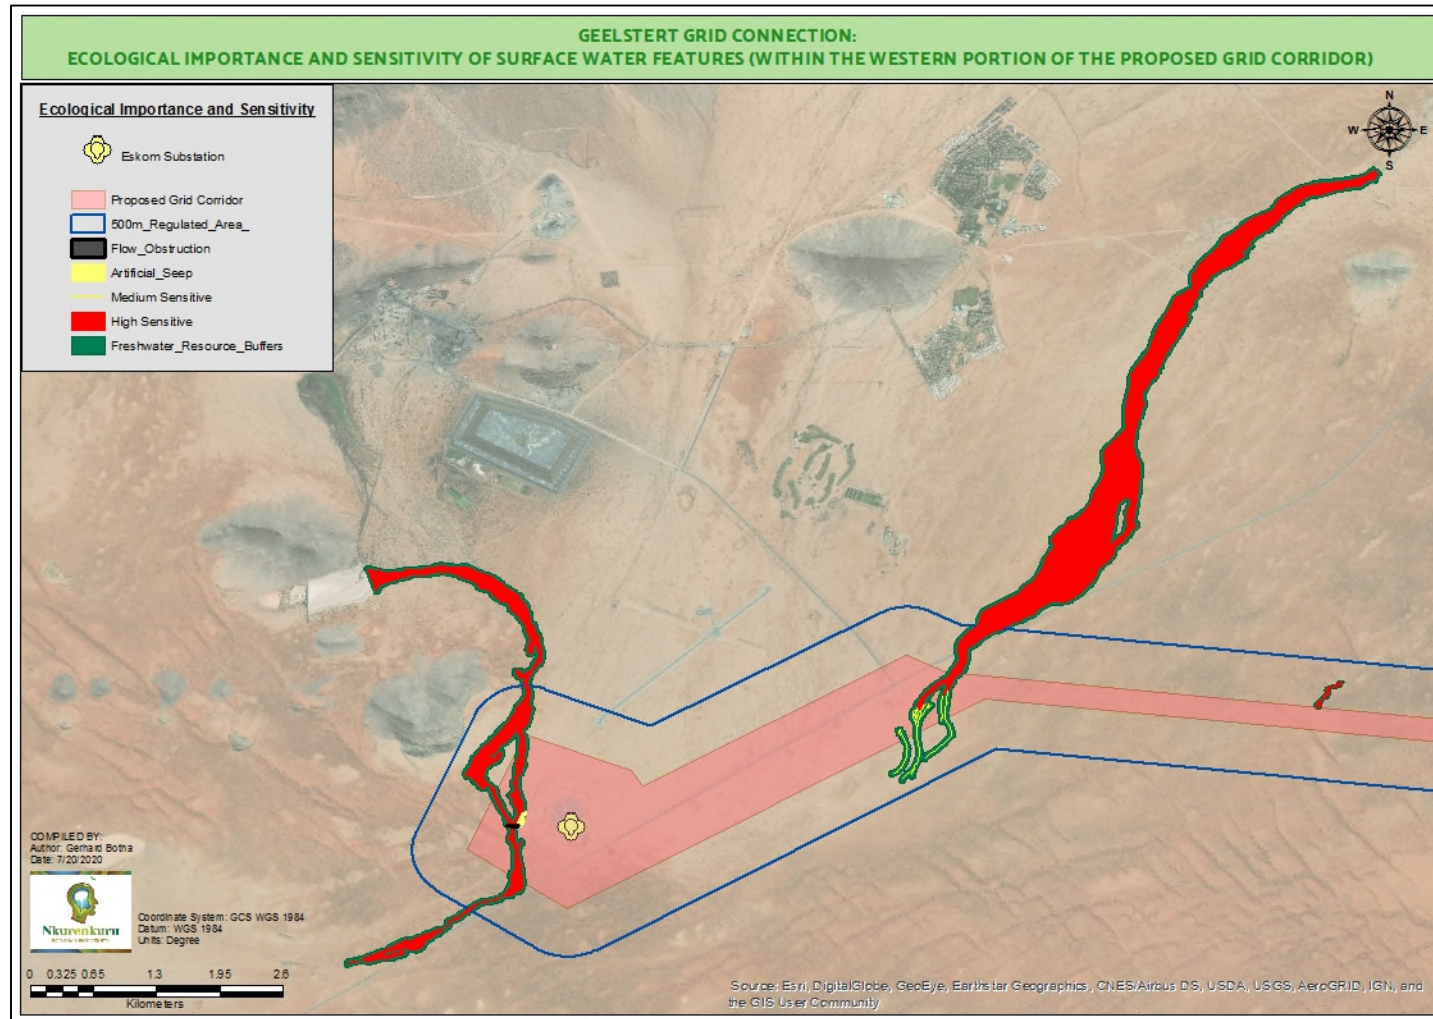 GEELSTERT GRID CONNECTION:
ECOLOGICAL IMPORTANCE AND SENSITIVITY OF SURFACE WATER FEATURES (WITHIN THE WESTERN PORTION OF THE PROPOSED GRID CORRIDOR)
Ecological Importance and Sensitivity
Eskom Substation
Proposed Grid Corridor
500m_Regulated_Area_
Flow_Obstruction
Artificial_Seep
Medium Sensitive
High Sensitive
Freshwater_Resource_Buffers
N
W E
S
COMPILED BY:
Author: Gerhard Botha
Date: 7/20/2020
Nkurenkuru
Coordinate System: GCS WGS 1984
Datum: WGS 1984
Units: Degree
0 0.325 0.65 1.3 1.95 2.6
Kilometers
Source: Esri, DigitalGlobe, GeoEye, Earthstar Geographics, CNES/Airbus DS, USDA, USGS, AeroGRID, IGN, and
the GIS User Community